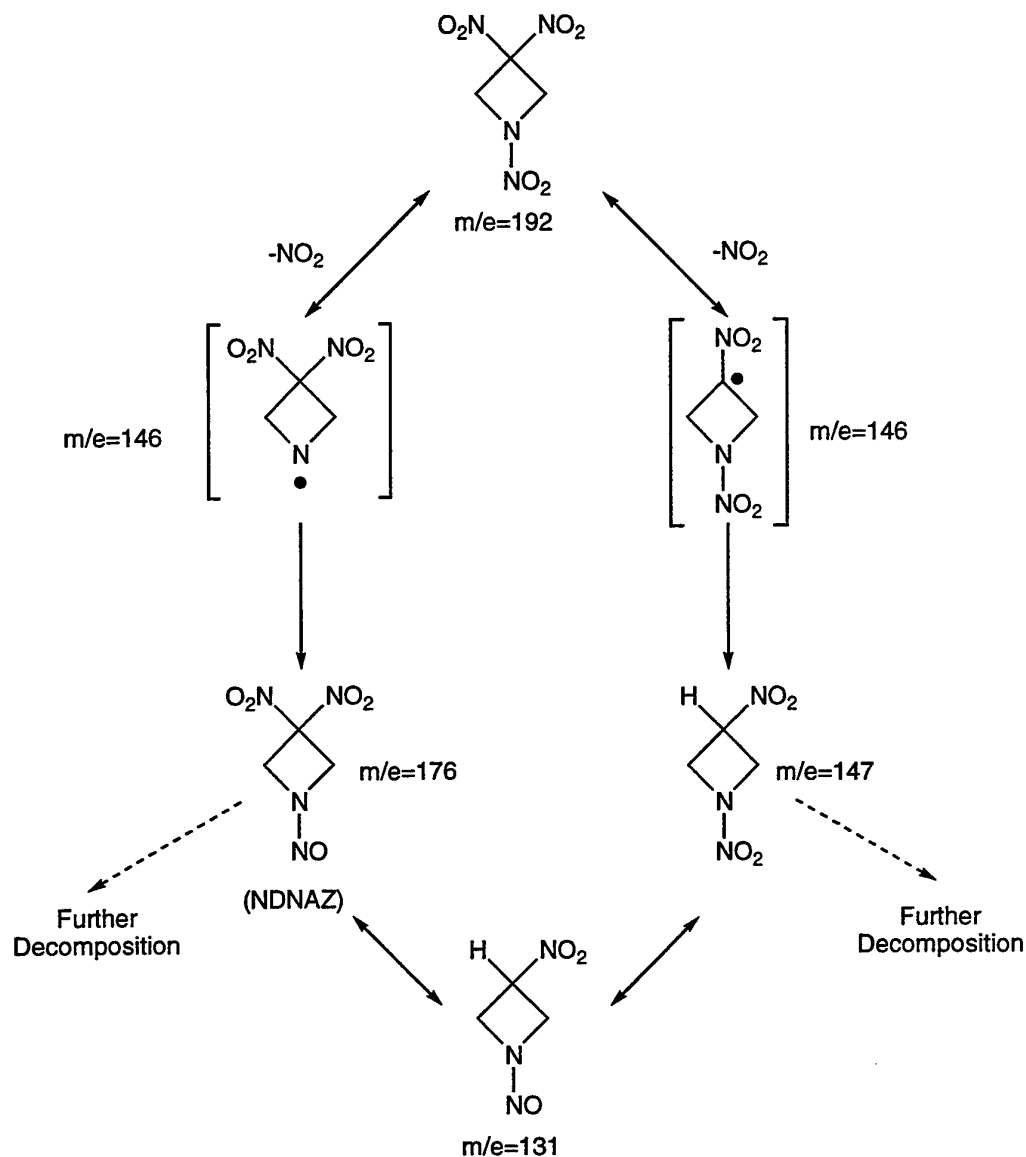 O₂N NO₂
N
NO₂
m/e=192
-NO₂ -NO₂
O₂N NO₂
N
m/e=146
NO₂
N
NO₂
m/e=146
O₂N NO₂
N
NO
m/e=176
(NDNAZ)
H NO₂
N
NO₂
m/e=147
Further
Decomposition
Further
Decomposition
H NO₂
N
NO
m/e=131